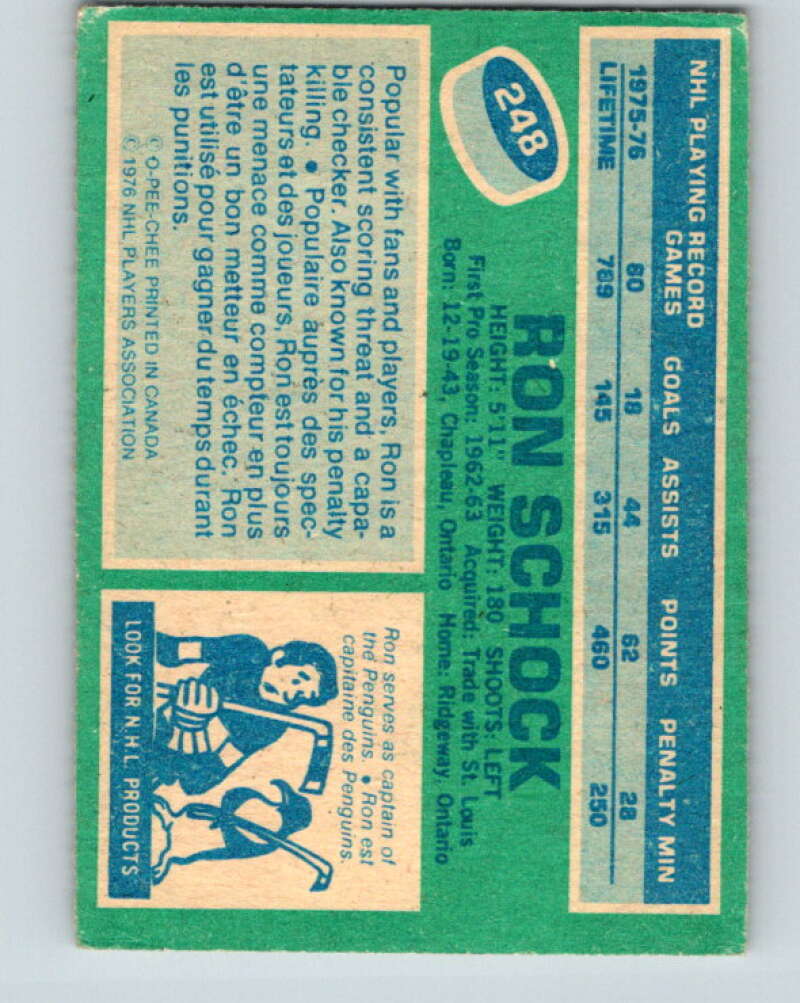 NHL PLAYING RECORD
GAMES GOALS ASSISTS POINTS PENALTY MIN
1975-76 80 18 44 62 28
LIFETIME 789 145 315 460 250
248
RON SCHOCK
HEIGHT: 5'11" WEIGHT: 180 SHOOTS: LEFT
First Pro Season: 1962-63 Acquired: Trade with St. Louis
Born: 12-19-43, Chapleau, Ontario Home: Ridgeway, Ontario
Popular with fans and players, Ron is a
consistent scoring threat and a capa-
ble checker. Also known for his penalty
killing. • Populaire auprès des spec-
tateurs et des joueurs, Ron est toujours
une menace comme compteur en plus
d'être un bon metteur en échec. Ron
est utilisé pour gagner du temps durant
les punitions.
© O-PEE-CHEE PRINTED IN CANADA
© 1976 NHL PLAYERS ASSOCIATION
Ron serves as captain of
the Penguins. • Ron est
capitaine des Penguins.
LOOK FOR N.H.L. PRODUCTS